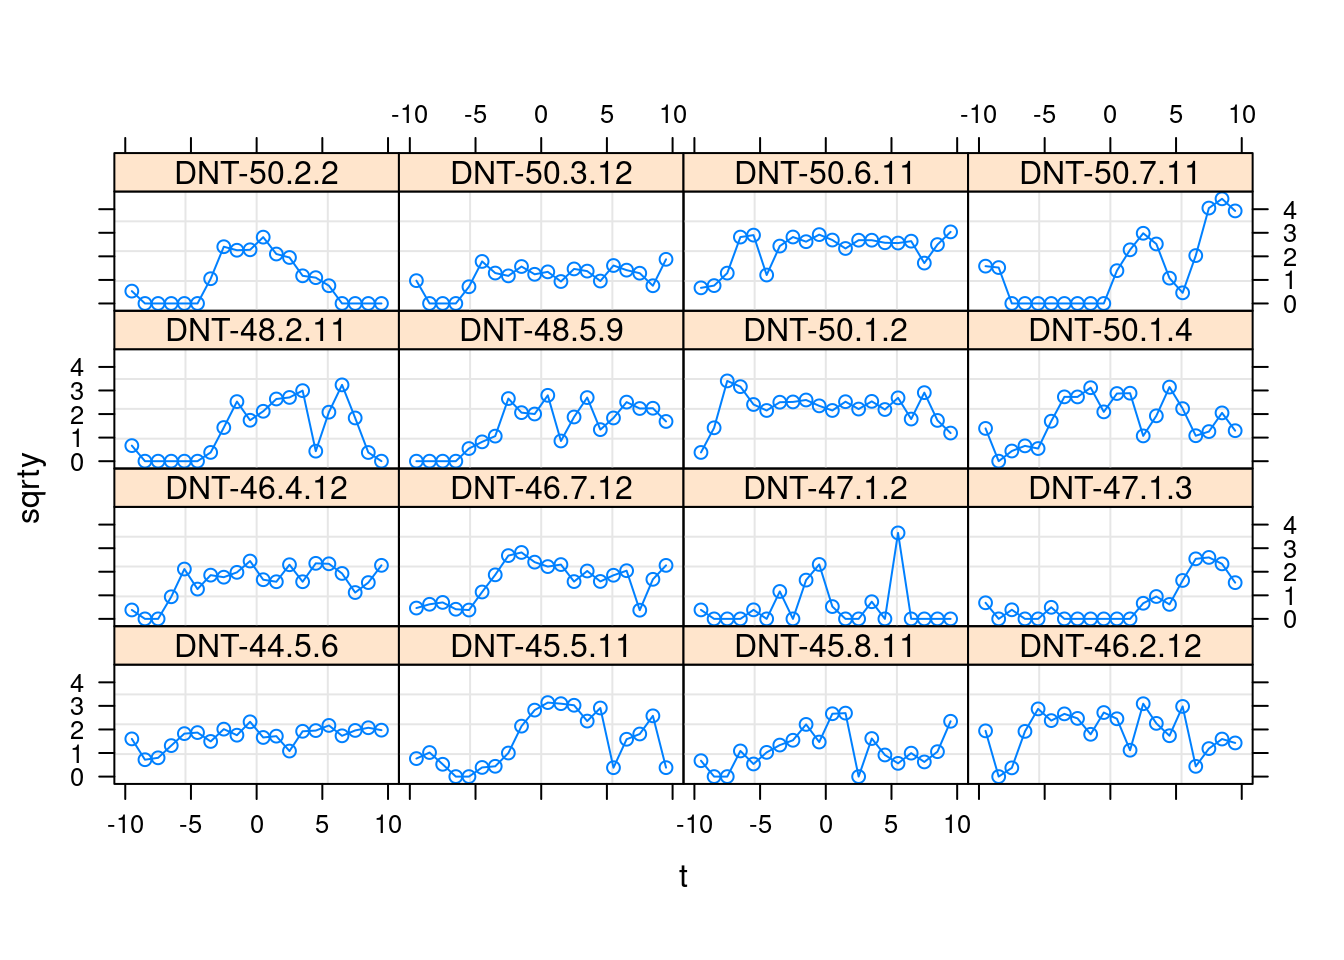 -10 -5 0 5 10 -10 -5 0 5 10
DNT-50.2.2 DNT-50.3.12 DNT-50.6.11 DNT-50.7.11
4
3
2
1
0
DNT-48.2.11 DNT-48.5.9 DNT-50.1.2 DNT-50.1.4
4
3
2
1
0
sqrty
DNT-46.4.12 DNT-46.7.12 DNT-47.1.2 DNT-47.1.3
4
3
2
1
0
DNT-44.5.6 DNT-45.5.11 DNT-45.8.11 DNT-46.2.12
4
3
2
1
0
-10 -5 0 5 10 -10 -5 0 5 10
t